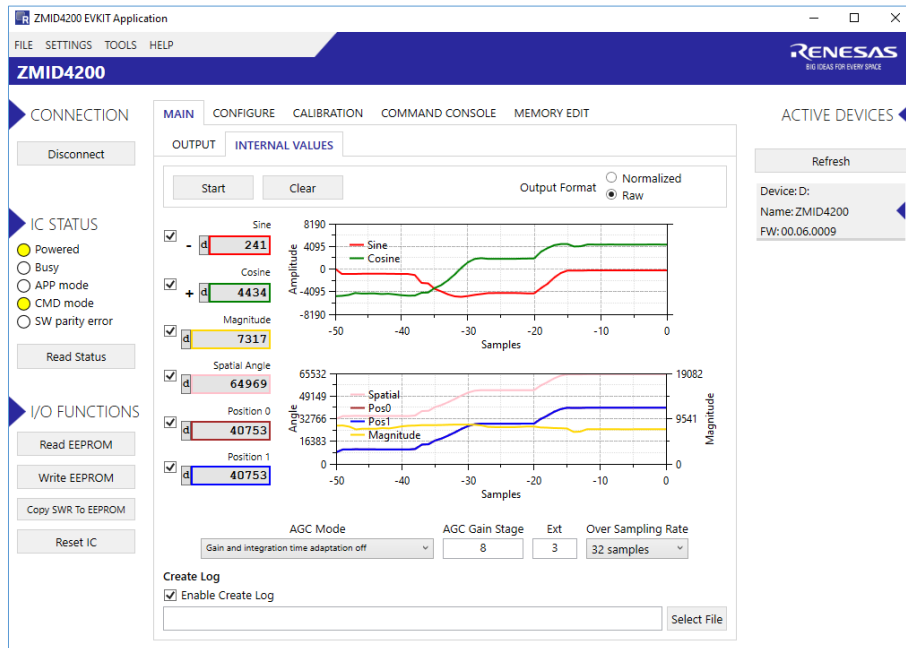 ZMID4200 EVKIT Application
FILE SETTINGS TOOLS HELP
RENESAS
BIG IDEAS FOR EVERY SPACE
ZMID4200
CONNECTION
Disconnect
IC STATUS
Powered
Busy
APP mode
CMD mode
SW parity error
Read Status
I/O FUNCTIONS
Read EEPROM
Write EEPROM
Copy SWR To EEPROM
Reset IC
MAIN CONFIGURE CALIBRATION COMMAND CONSOLE MEMORY EDIT
OUTPUT INTERNAL VALUES
Start Clear Output Format Normalized
Raw
Sine
- d 241
Cosine
+ d 4434
Magnitude
d 7317
Spatial Angle
d 64969
Position 0
d 40753
Position 1
d 40753
Amplitude
8190
4095
0
-4095
-8190
Sine
Cosine
-50 -40 -30 -20 -10 0
Samples
Angle
65532
49149
32766
16383
0
Spatial
Pos0
Pos1
Magnitude
19082
9541
0
Magnitude
-50 -40 -30 -20 -10 0
Samples
AGC Mode AGC Gain Stage Ext Over Sampling Rate
Gain and integration time adaptation off 8 3 32 samples
Create Log
Enable Create Log
Select File
ACTIVE DEVICES
Refresh
Device: D:
Name: ZMID4200
FW: 00.06.0009